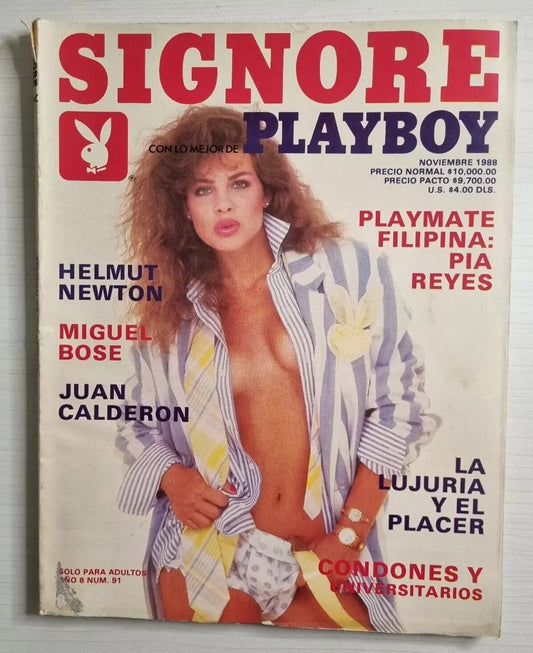 SIGNORE
CON LO MEJOR DE PLAYBOY
NOVIEMBRE 1988
PRECIO NORMAL $10,000.00
PRECIO PACTO $9,700.00
U.S. $4.00 DLS.
PLAYMATE
FILIPINA:
PIA
REYES
HELMUT
NEWTON
MIGUEL
BOSE
JUAN
CALDERON
LA
LUJURIA
Y EL
PLACER
CONDONES Y
UNIVERSITARIOS
SOLO PARA ADULTOS
AÑO 8 NUM. 91